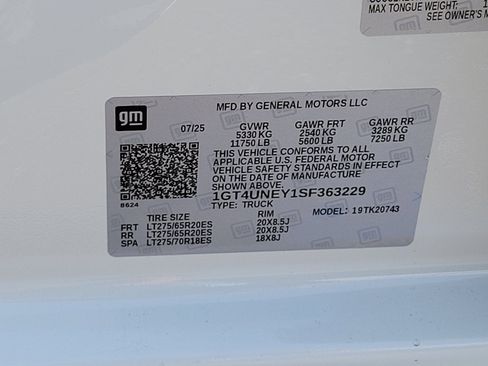 MAX TONGUE WEIGHT: 1
SEE OWNER'S M
gm
MFD BY GENERAL MOTORS LLC
07/25 GVWR GAWR FRT GAWR RR
5330 KG 2540 KG 3289 KG
11750 LB 5600 LB 7250 LB
THIS VEHICLE CONFORMS TO ALL
APPLICABLE U.S. FEDERAL MOTOR
VEHICLE SAFETY STANDARDS IN EFFECT
ON THE DATE OF MANUFACTURE
SHOWN ABOVE.
1GT4UNEY1SF363229
8624 TYPE: TRUCK
TIRE SIZE RIM MODEL: 19TK20743
FRT LT275/65R20ES 20X8.5J
RR LT275/65R20ES 20X8.5J
SPA LT275/70R18ES 18X8J